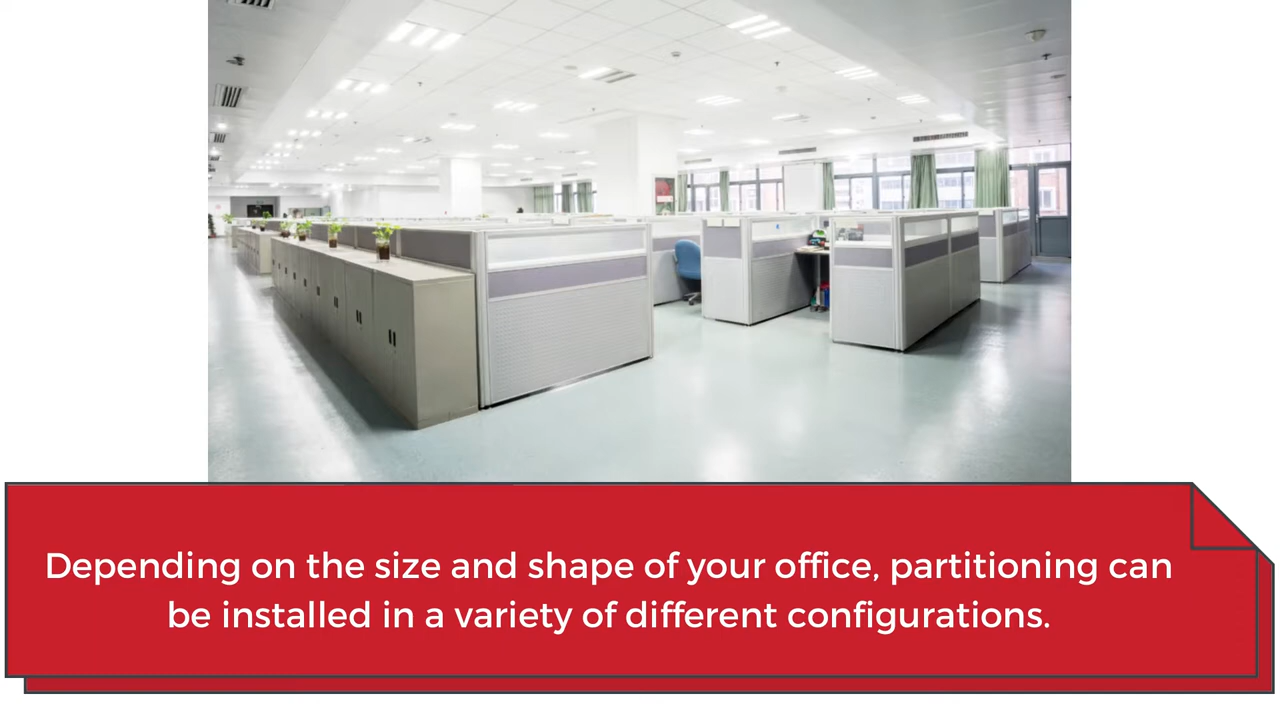 Depending on the size and shape of your office, partitioning can
be installed in a variety of different configurations.